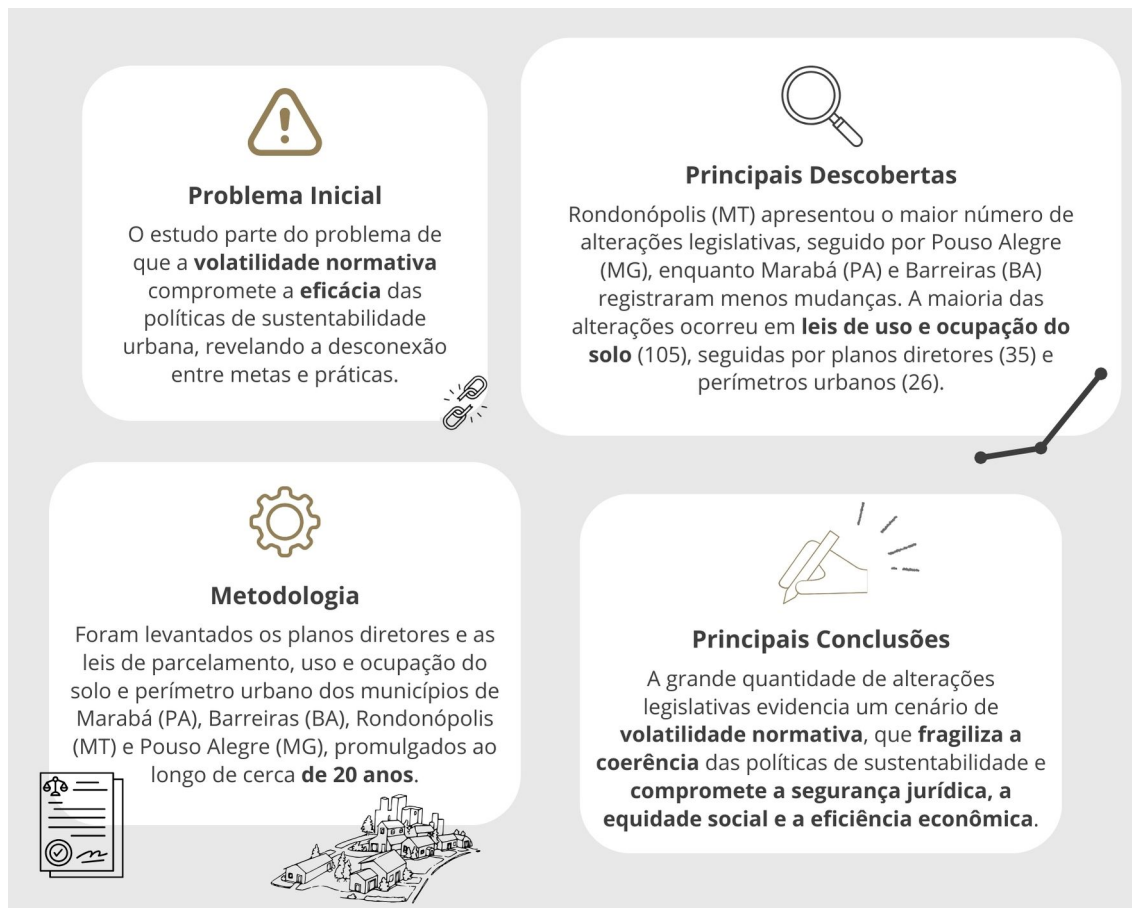 Problema Inicial
O estudo parte do problema de
que a volatilidade normativa
compromete a eficácia das
políticas de sustentabilidade
urbana, revelando a desconexão
entre metas e práticas.
Principais Descobertas
Rondonópolis (MT) apresentou o maior número de
alterações legislativas, seguido por Pouso Alegre
(MG), enquanto Marabá (PA) e Barreiras (BA)
registraram menos mudanças. A maioria das
alterações ocorreu em leis de uso e ocupação do
solo (105), seguidas por planos diretores (35) e
perímetros urbanos (26).
Metodologia
Foram levantados os planos diretores e as
leis de parcelamento, uso e ocupação do
solo e perímetro urbano dos municípios de
Marabá (PA), Barreiras (BA), Rondonópolis
(MT) e Pouso Alegre (MG), promulgados ao
longo de cerca de 20 anos.
Principais Conclusões
A grande quantidade de alterações
legislativas evidencia um cenário de
volatilidade normativa, que fragiliza a
coerência das políticas de sustentabilidade e
compromete a segurança jurídica, a
equidade social e a eficiência econômica.